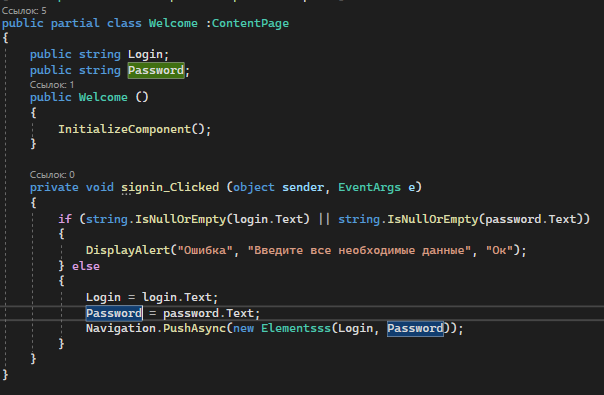 Ссылок: 5
public partial class Welcome :ContentPage
{
public string Login;
public string Password;
Ссылок: 1
public Welcome ()
{
InitializeComponent();
}
Ссылок: 0
private void signin_Clicked (object sender, EventArgs e)
{
if (string.IsNullOrEmpty(login.Text) || string.IsNullOrEmpty(password.Text))
{
DisplayAlert("Ошибка", "Введите все необходимые данные", "Ок");
} else
{
Login = login.Text;
Password = password.Text;
Navigation.PushAsync(new Elementsss(Login, Password));
}
}
}